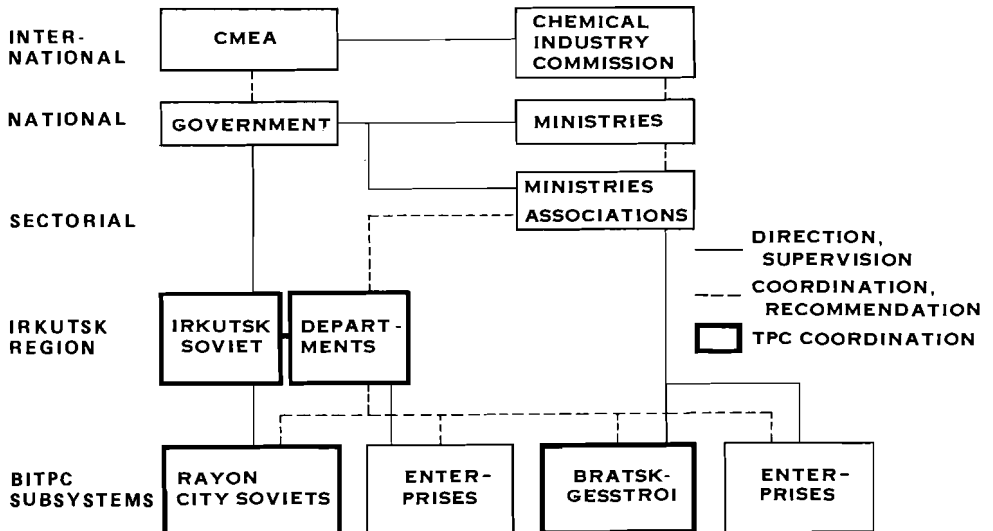 INTER-
NATIONAL
CMEA
CHEMICAL
INDUSTRY
COMMISSION
NATIONAL
GOVERNMENT
MINISTRIES
SECTORIAL
MINISTRIES
ASSOCIATIONS
DIRECTION,
SUPERVISION
COORDINATION,
RECOMMENDATION
TPC COORDINATION
IRKUTSK
REGION
IRKUTSK
SOVIET
DEPART-
MENTS
BITPC
SUBSYSTEMS
RAYON
CITY SOVIETS
ENTER-
PRISES
BRATSK-
GESSTROI
ENTER-
PRISES